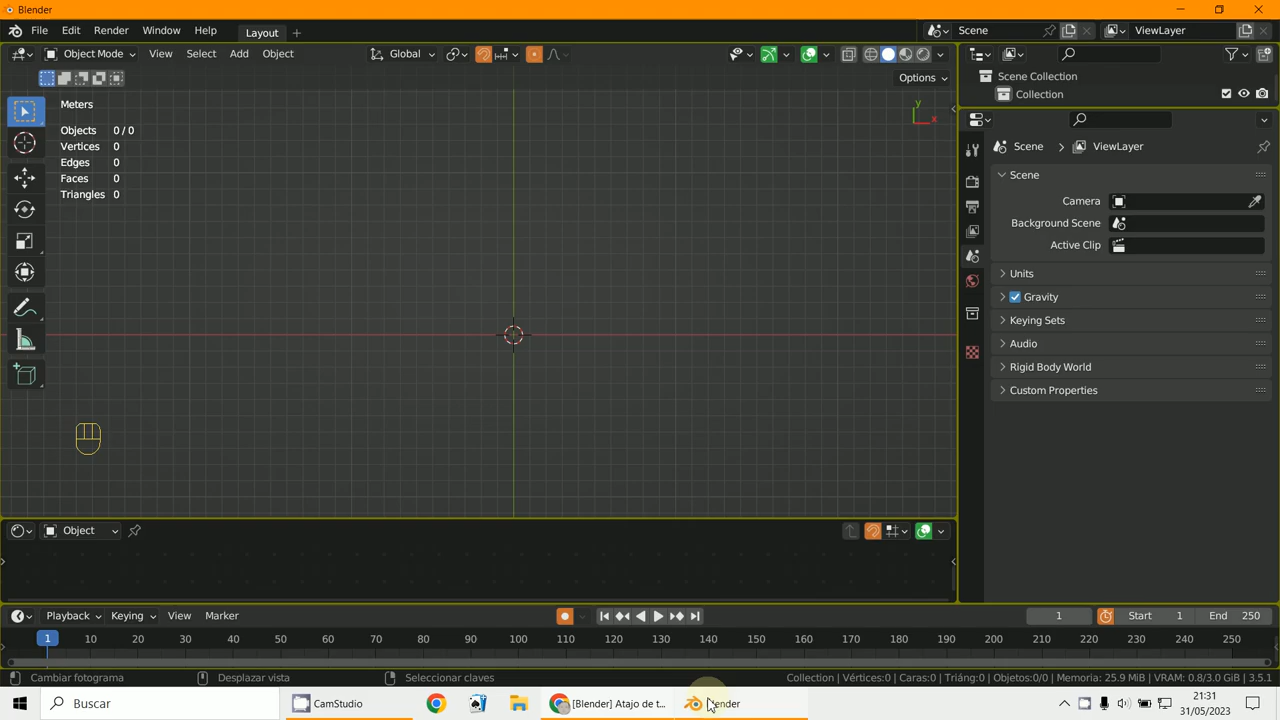 Blender
File Edit Render Window Help Layout + Scene ViewLayer
Object Mode View Select Add Object Global
Options
Meters
Objects 0 / 0
Vertices 0
Edges 0
Faces 0
Triangles 0
y
x
Scene Collection
Collection
Scene > ViewLayer
Scene
Camera
Background Scene
Active Clip
Units
Gravity
Keying Sets
Audio
Rigid Body World
Custom Properties
Object
Playback Keying View Marker 1 Start 1 End 250
1 10 20 30 40 50 60 70 80 90 100 110 120 130 140 150 160 170 180 190 200 210 220 230 240 250
Cambiar fotograma Desplazar vista Seleccionar claves Collection | Vértices:0 | Caras:0 | Triáng:0 | Objetos:0/0 | Memoria: 25.9 MiB | VRAM: 0.8/3.0 GiB | 3.5.1
Buscar CamStudio [Blender] Atajo de t... Blender
21:31
31/05/2023